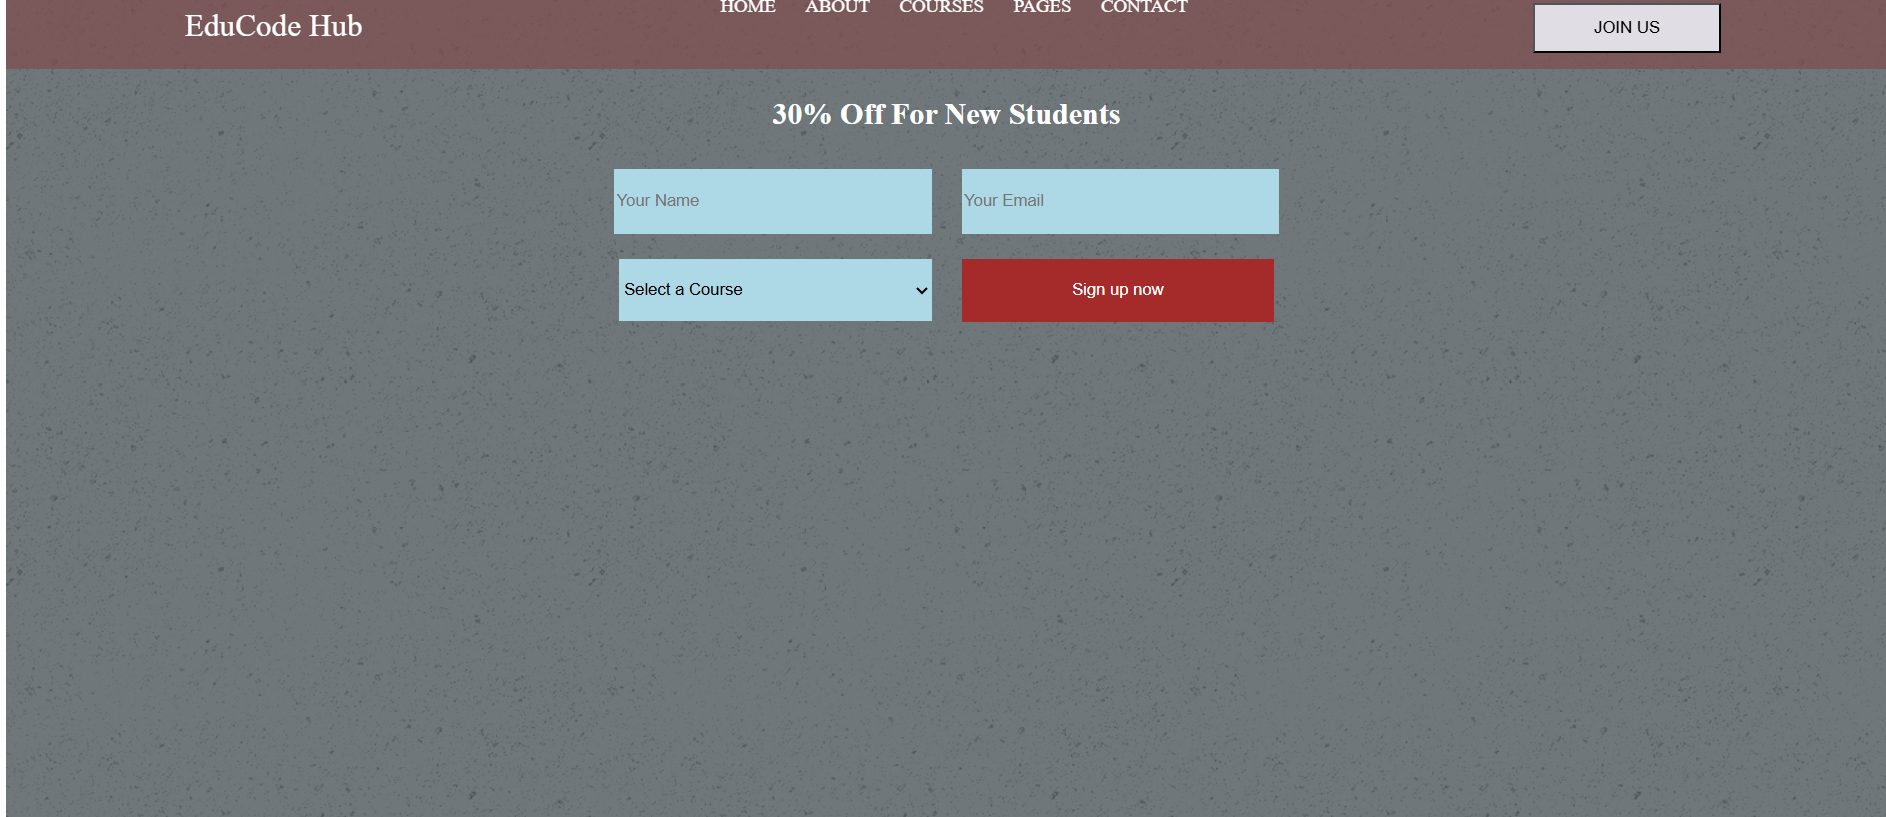 EduCode Hub
HOME ABOUT COURSES PAGES CONTACT
JOIN US
30% Off For New Students
Your Name
Your Email
Select a Course
Sign up now